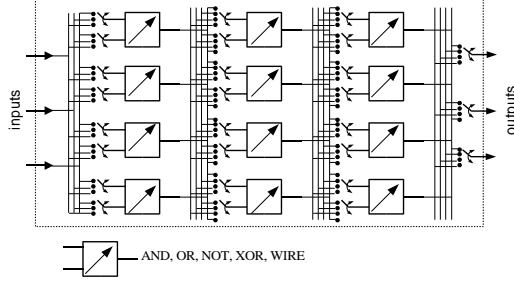 inputs
outputs
AND, OR, NOT, XOR, WIRE